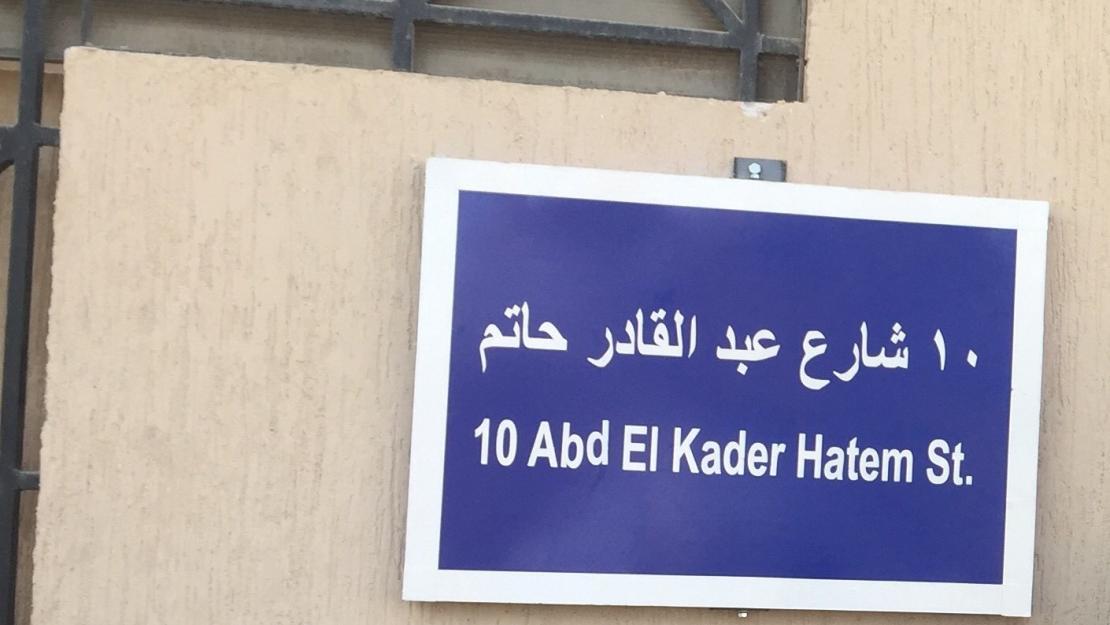 ١٠ شارع عبد القادر حاتم
10 Abd El Kader Hatem St.